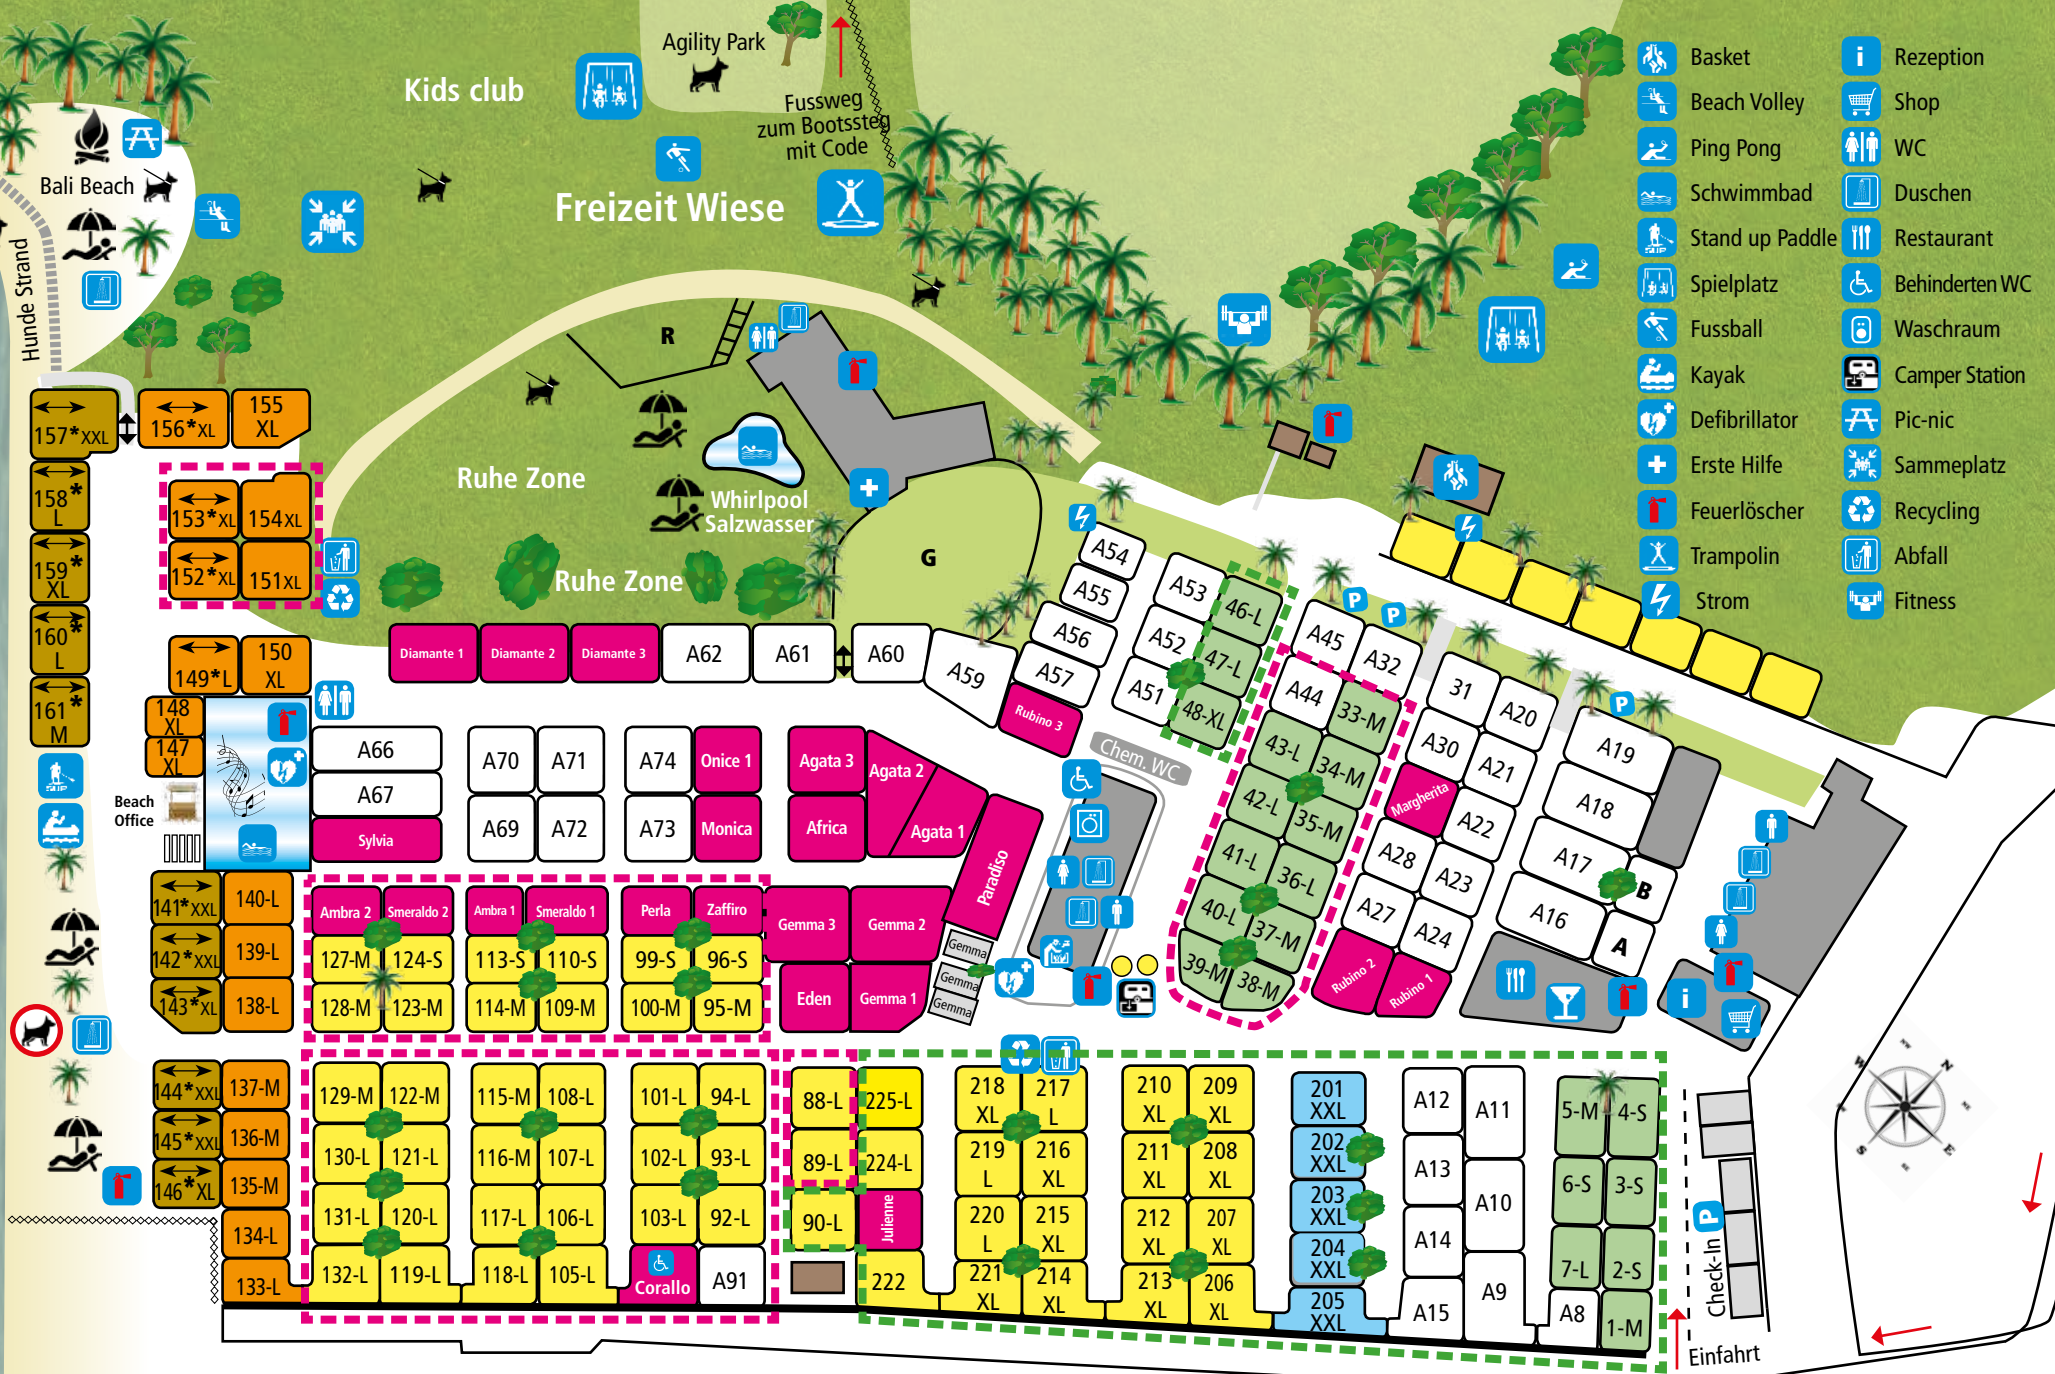 Agility Park
Kids club
Fussweg
zum Bootssteg
mit Code
Bali Beach
Freizeit Wiese
Hunde Strand
R
Ruhe Zone
Whirlpool
Salzwasser
Ruhe Zone
G
Basket
Beach Volley
Ping Pong
Schwimmbad
Stand up Paddle
Spielplatz
Fussball
Kayak
Defibrillator
Erste Hilfe
Feuerlöscher
Trampolin
Strom
Rezeption
Shop
WC
Duschen
Restaurant
Behinderten WC
Waschraum
Camper Station
Pic-nic
Sammeplatz
Recycling
Abfall
Fitness
157*XXL
156*XL
155
XL
158*
L
159*
XL
160*
L
161*
M
153*XL
154XL
152*XL
151XL
149*L
150
XL
148
XL
147
XL
Beach
Office
Diamante 1
Diamante 2
Diamante 3
A62
A61
A60
A59
A54
A55
A56
A57
Rubino 3
A53
A52
A51
46-L
47-L
48-XL
A45
A32
P
P
P
31
A20
A19
A44
33-M
A30
A21
A18
43-L
34-M
Margherita
A22
A17
B
42-L
35-M
A28
A23
A16
A
41-L
36-L
A27
A24
40-L
37-M
Rubino 2
Rubino 1
39-M
38-M
Chem. WC
A66
A67
Sylvia
A70
A71
A69
A72
A74
Onice 1
A73
Monica
Agata 3
Agata 2
Africa
Agata 1
Paradiso
141*XXL
140-L
142*XXL
139-L
143*XL
138-L
Ambra 2
Smeraldo 2
Ambra 1
Smeraldo 1
Perla
Zaffiro
Gemma 3
Gemma 2
Gemma
Gemma
Gemma
127-M
124-S
113-S
110-S
99-S
96-S
Eden
Gemma 1
128-M
123-M
114-M
109-M
100-M
95-M
144*XXL
137-M
145*XXL
136-M
146*XL
135-M
134-L
133-L
129-M
122-M
115-M
108-L
101-L
94-L
88-L
225-L
130-L
121-L
116-M
107-L
102-L
93-L
89-L
224-L
131-L
120-L
117-L
106-L
103-L
92-L
90-L
Julienne
132-L
119-L
118-L
105-L
Corallo
A91
222
218
XL
217
L
219
L
216
XL
220
L
215
XL
221
XL
214
XL
210
XL
209
XL
211
XL
208
XL
212
XL
207
XL
213
XL
206
XL
201
XXL
202
XXL
203
XXL
204
XXL
205
XXL
A12
A11
A13
A10
A14
A9
A15
A8
5-M
4-S
6-S
3-S
7-L
2-S
1-M
Check-In P
Einfahrt
i
i
SUP
SUP
N
E
S
W